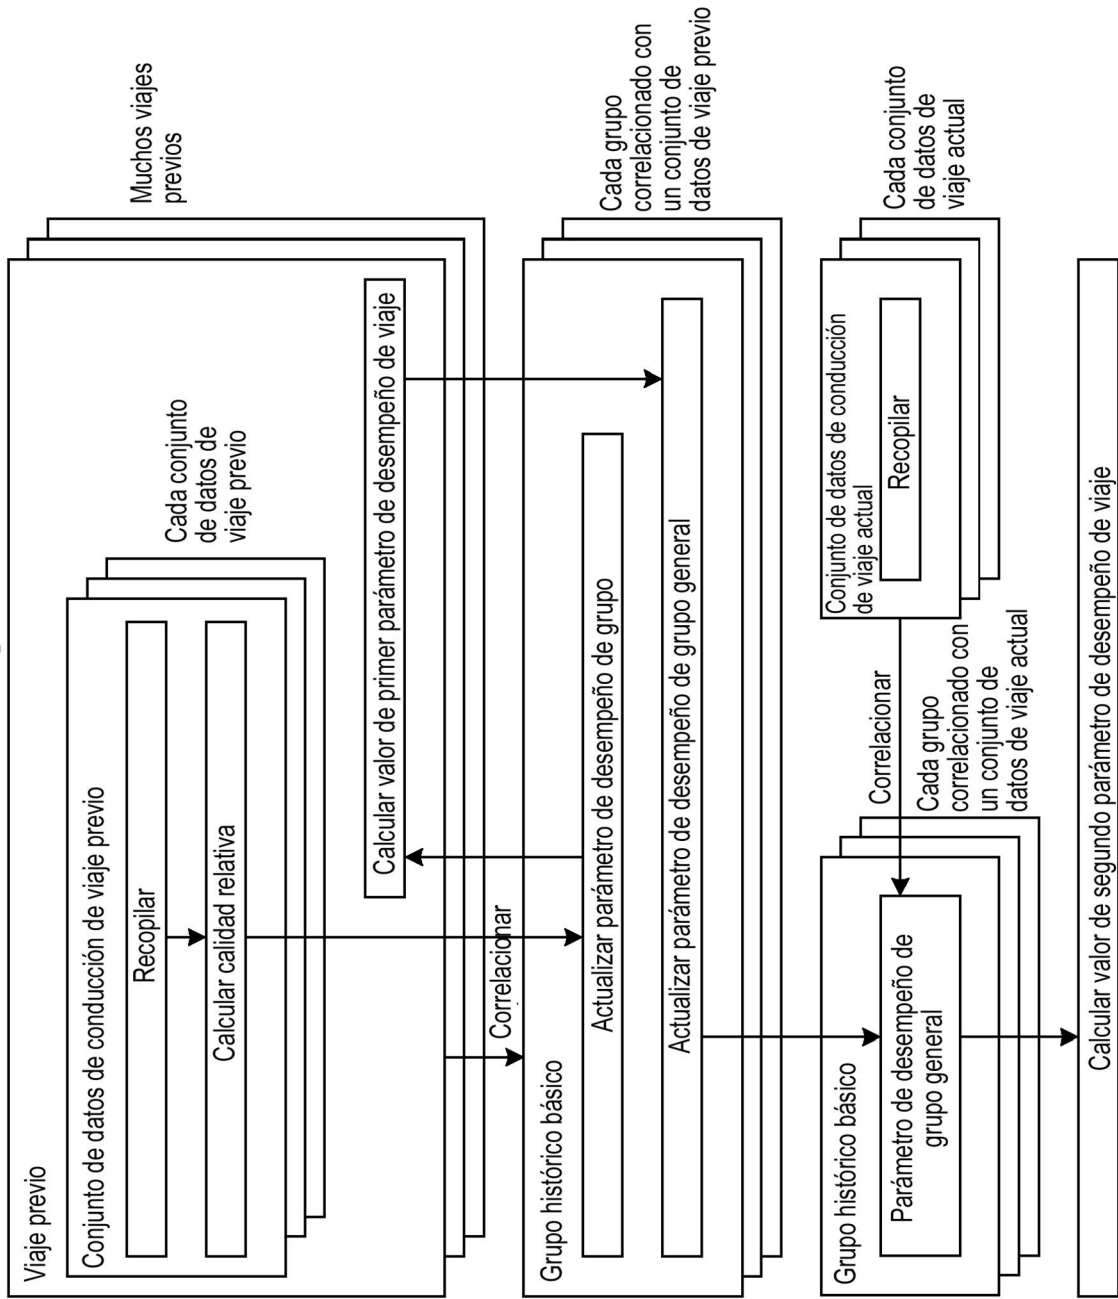 Viaje previo
Muchos viajes
previos
Conjunto de datos de conducción de viaje previo
Cada conjunto
de datos de
viaje previo
Recopilar
Calcular calidad relativa
Calcular valor de primer parámetro de desempeño de viaje
Correlacionar
Grupo histórico básico
Cada grupo
correlacionado con
un conjunto de
datos de viaje previo
Actualizar parámetro de desempeño de grupo
Actualizar parámetro de desempeño de grupo general
Conjunto de datos de conducción
de viaje actual
Recopilar
Cada conjunto
de datos de
viaje actual
Correlacionar
Grupo histórico básico
Cada grupo
correlacionado con
un conjunto de
datos de viaje actual
Parámetro de desempeño de
grupo general
Calcular valor de segundo parámetro de desempeño de viaje